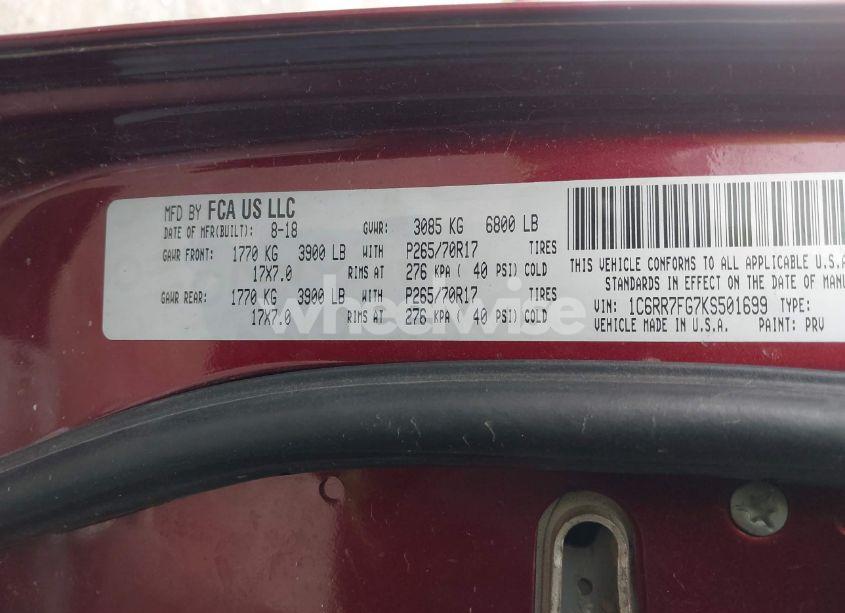 MFD BY FCA US LLC
DATE OF MFR(BUILT): 8-18 GVWR: 3085 KG 6800 LB
GAWR FRONT: 1770 KG 3900 LB WITH P265/70R17 TIRES
17X7.0 RIMS AT 276 KPA ( 40 PSI) COLD
GAWR REAR: 1770 KG 3900 LB WITH P265/70R17 TIRES
17X7.0 RIMS AT 276 KPA ( 40 PSI) COLD
THIS VEHICLE CONFORMS TO ALL APPLICABLE U.S.A.
STANDARDS IN EFFECT ON THE DATE OF MANU
VIN: 1C6RR7FG7KS501699 TYPE:
VEHICLE MADE IN U.S.A. PAINT: PRV
wheelwise